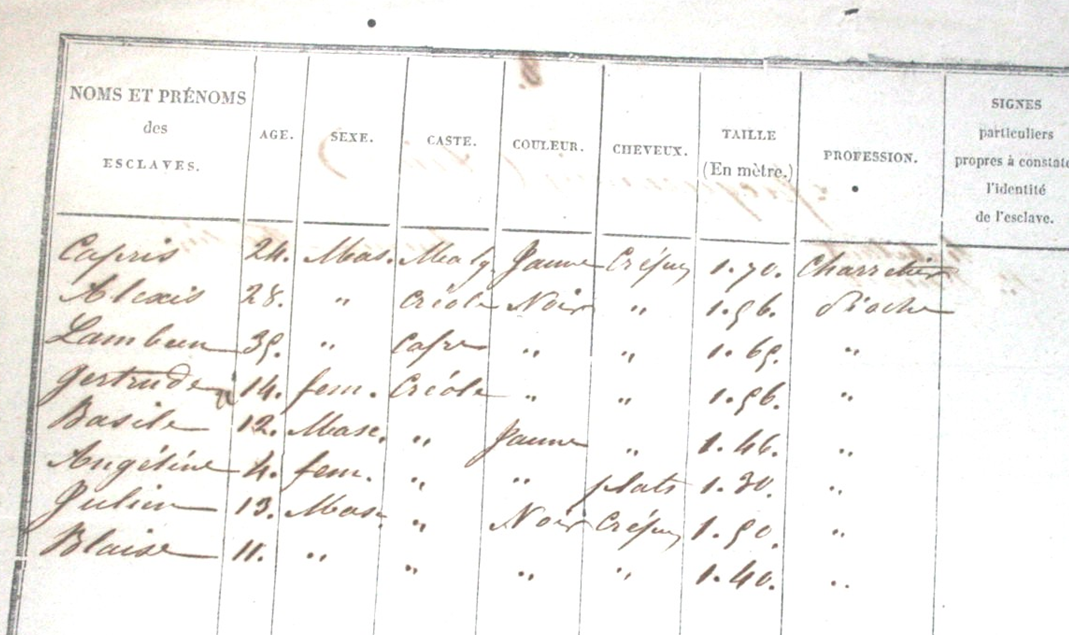 NOMS ET PRÉNOMS des ESCLAVES. AGE. SEXE. CASTE. COULEUR. CHEVEUX. TAILLE (En mètre.) PROFESSION. SIGNES particuliers propres à constate l'identité de l'esclave.
Capris 24. Mas. Malg. Jaune Crépus 1.70. Charretier
Alexis 28. " Créole Noir " 1.56. Pioche
35. " Cafre " " 1.65. "
Gertrude 14. fem. Créole " " 1.56. "
Basile 12. Masc. " Jaune " 1.46. "
Angéline 4. fem. " " plats 1.30. "
Julien 13. Masc. " Noir Crépus 1.50. "
Blaise 11. " " " " 1.40. "